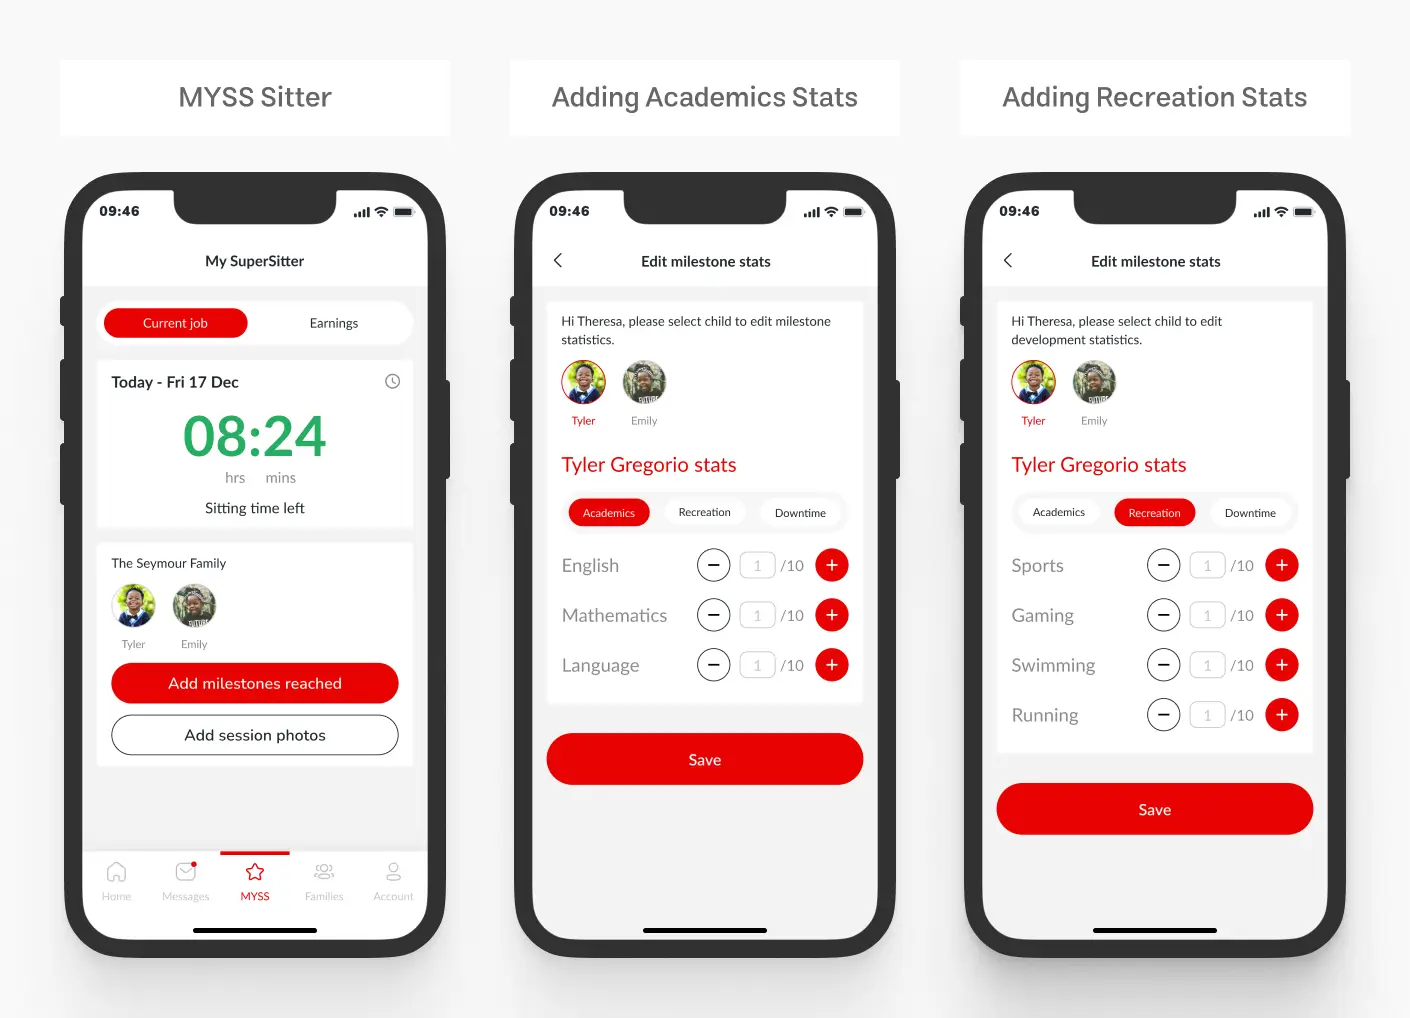 MYSS Sitter
09:46
My SuperSitter
Current job
Earnings
Today - Fri 17 Dec
08:24
hrs mins
Sitting time left
The Seymour Family
Tyler
Emily
Add milestones reached
Add session photos
Home
Messages
MYSS
Families
Account
Adding Academics Stats
09:46
Edit milestone stats
Hi Theresa, please select child to edit milestone
statistics.
Tyler
Emily
Tyler Gregorio stats
Academics
Recreation
Downtime
English 1 /10
Mathematics 1 /10
Language 1 /10
Save
Adding Recreation Stats
09:46
Edit milestone stats
Hi Theresa, please select child to edit
development statistics.
Tyler
Emily
Tyler Gregorio stats
Academics
Recreation
Downtime
Sports 1 /10
Gaming 1 /10
Swimming 1 /10
Running 1 /10
Save